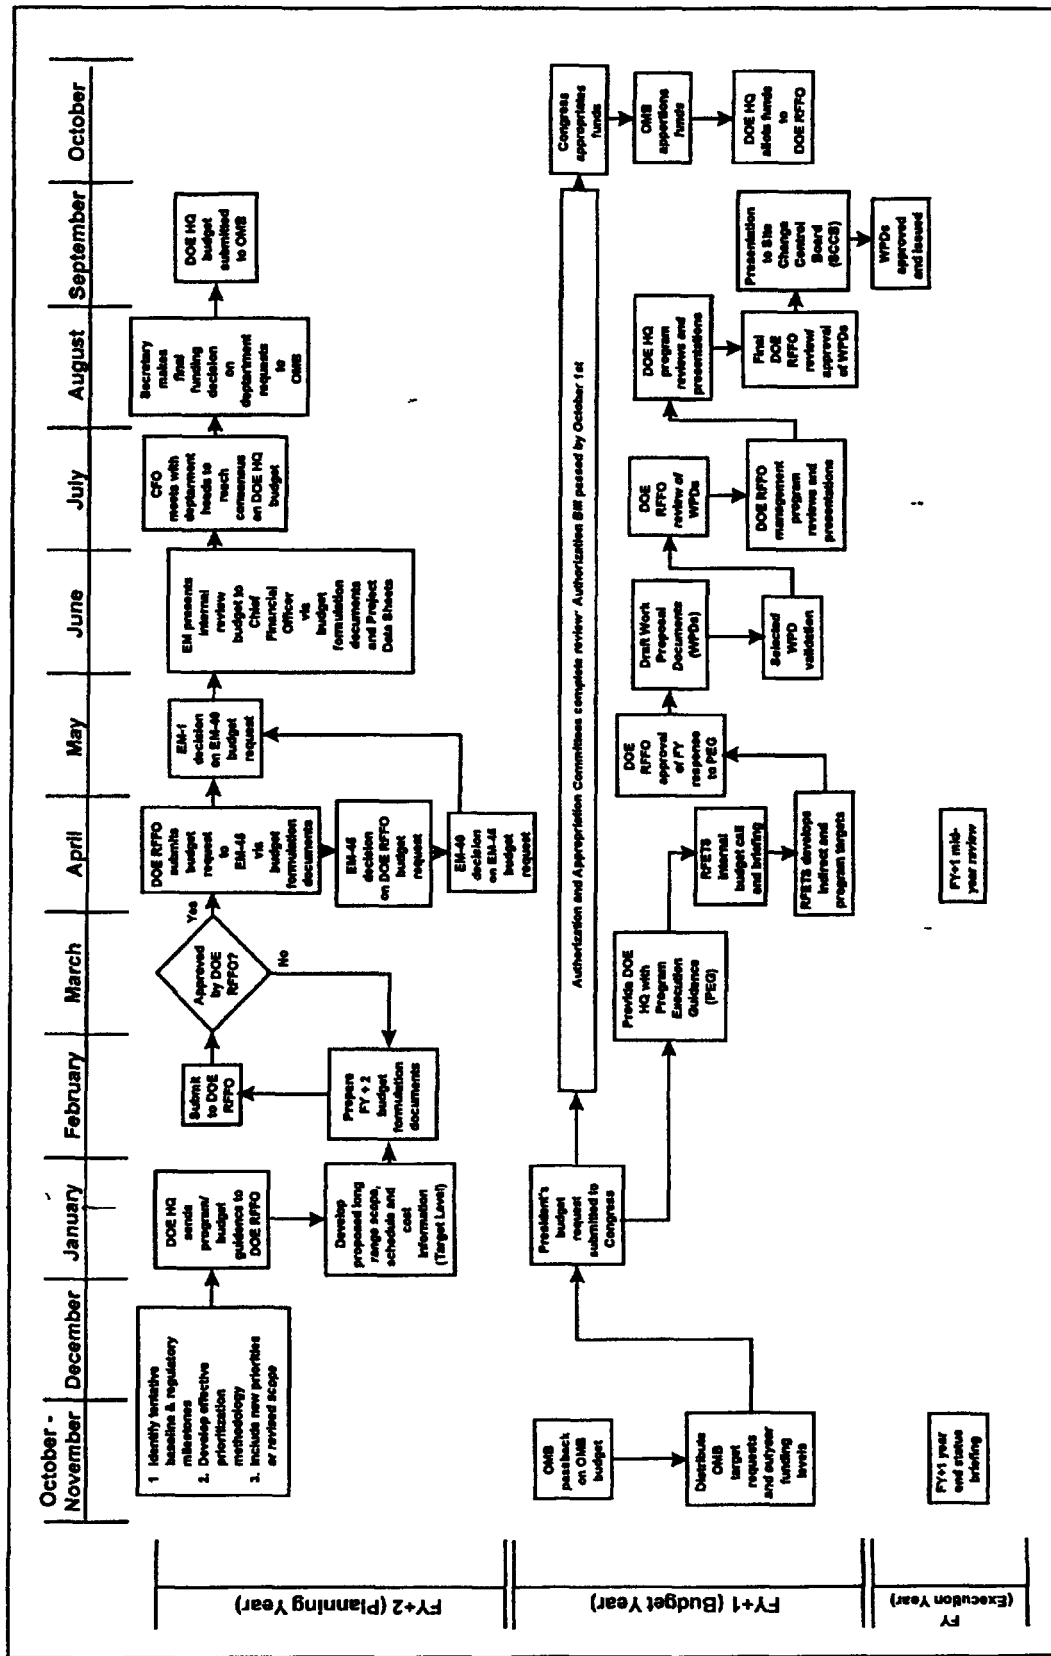 October -
November
December
January
February
March
April
May
June
July
August
September
October
FY+2 (Planning Year)
1 Identify tentative
baseline & regulatory
milestones
2. Develop effective
prioritization
methodology
3. Include new priorities
or revised scope
DOE HQ
sends
program/
budget
guidence to
DOE RFFO
Develop
proposed long
range scope,
schedule and
cost
information
(Target Level)
Submit
to DOE
RFFO
Prepare
FY + 2
budget
formulation
documents
Approved
by DOE
RFFO?
Yes
No
DOE RFFO
submits
budget
request
to
EM-45
via
budget
formulation
documents
EM-45
decision
on DOE RFFO
budget
request
EM-40
decision
on EM-45
budget
request
EM-1
decision
on EM-40
budget
request
EM presents
internal
review
budget to
Chief
Financial
Officer
via
budget
formulation
documents
and Project
Data Sheets
CFO
meets with
deptarment
heads to
reach
consensus
on DOE HQ
budget
Secretary
makes
final
funding
decision
on
deptartment
requests
to
OMB
DOE HQ
budget
submitted
to OMB
FY+1 (Budget Year)
OMB
passback
on OMB
budget
Distribute
OMB
target
requests
and outyear
funding
levels
President's
budget
request
submitted to
Congress
Authorization and Appropriation Committees complete review. Authorization Bill passed by October 1st
Provide DOE
HQ with
Program
Execution
Guidance
(PEG)
RFETS
internal
budget call
and briefing
RFETS develops
indirect and
program targets
DOE
RFFO
approval
of FY
response
to PEG
Draft Work
Proposal
Documents
(WPDs)
Selected
WPD
validation
DOE
RFFO
review of
WPDs
DOE RFFO
management
program
reviews and
presentations
DOE HQ
program
reviews and
presentations
Final
DOE
RFFO
review/
approval
of WPDs
Presentation
to Site
Change
Control
Board
(SCCB)
WPDs
approved
and issued
Congress
appropriates
funds
OMB
apportions
funds
DOE HQ
allots funds
to
DOE RFFO
FY
(Execution Year)
FY+1 year
end status
briefing
FY+1 mid-
year review